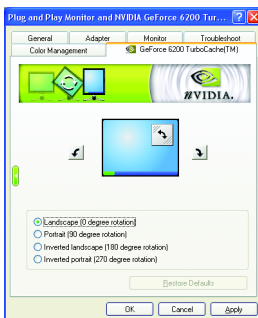 Plug and Play Monitor and NVIDIA GeForce 6200 Tur...
General Adapter Monitor Troubleshoot
Color Management GeForce 6200 TurboCache(TM)
nVIDIA.
Landscape (0 degree rotation)
Portrait (90 degree rotation)
Inverted landscape (180 degree rotation)
Inverted portrait (270 degree rotation)
Restore Defaults
OK Cancel Apply